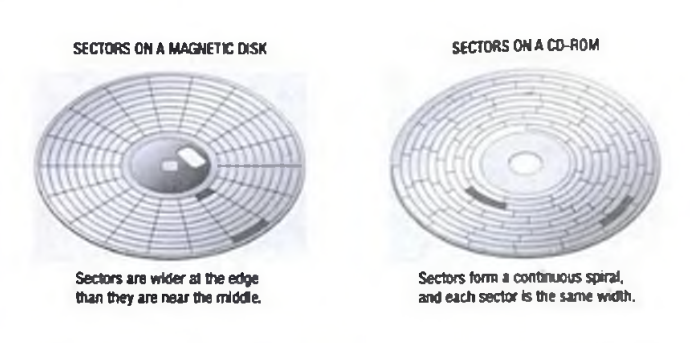 SECTORS ON A MAGNETIC DISK
SECTORS ON A CD-ROM
Sectors are wider at the edge
than they are near the middle.
Sectors form a continuous spiral,
and each sector is the same width.